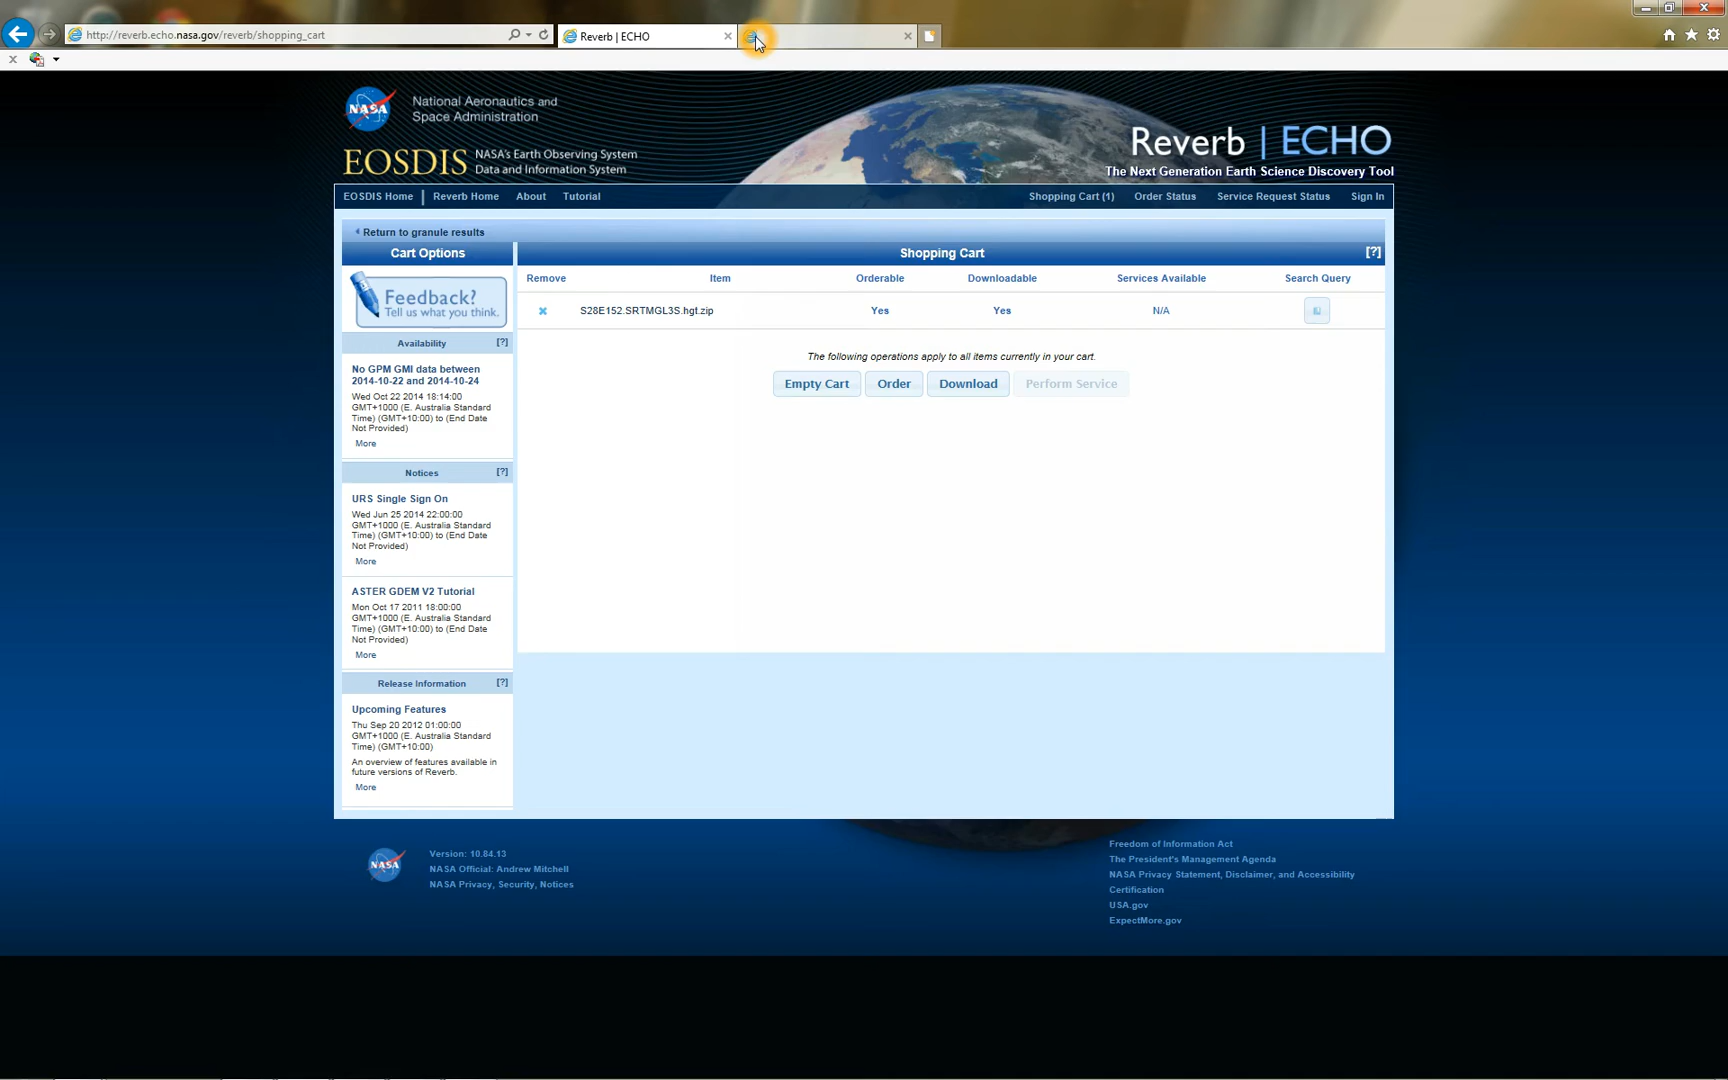 http://reverb.echo.nasa.gov/reverb/shopping_cart
Reverb | ECHO
NASA
National Aeronautics and
Space Administration
EOSDIS
NASA's Earth Observing System
Data and Information System
Reverb | ECHO
The Next Generation Earth Science Discovery Tool
EOSDIS Home
Reverb Home
About
Tutorial
Shopping Cart (1)
Order Status
Service Request Status
Sign In
Return to granule results
Cart Options
Shopping Cart
[?]
Feedback?
Tell us what you think.
Remove
Item
Orderable
Downloadable
Services Available
Search Query
S28E152.SRTMGL3S.hgt.zip
Yes
Yes
N/A
The following operations apply to all items currently in your cart.
Empty Cart
Order
Download
Perform Service
Availability
[?]
No GPM GMI data between
2014-10-22 and 2014-10-24
Wed Oct 22 2014 18:14:00
GMT+1000 (E. Australia Standard
Time) (GMT+10:00) to (End Date
Not Provided)
More
Notices
[?]
URS Single Sign On
Wed Jun 25 2014 22:00:00
GMT+1000 (E. Australia Standard
Time) (GMT+10:00) to (End Date
Not Provided)
More
ASTER GDEM V2 Tutorial
Mon Oct 17 2011 18:00:00
GMT+1000 (E. Australia Standard
Time) (GMT+10:00) to (End Date
Not Provided)
More
Release Information
[?]
Upcoming Features
Thu Sep 20 2012 01:00:00
GMT+1000 (E. Australia Standard
Time) (GMT+10:00)
An overview of features available in
future versions of Reverb.
More
NASA
Version: 10.84.13
NASA Official: Andrew Mitchell
NASA Privacy, Security, Notices
Freedom of Information Act
The President's Management Agenda
NASA Privacy Statement, Disclaimer, and Accessibility
Certification
USA.gov
ExpectMore.gov